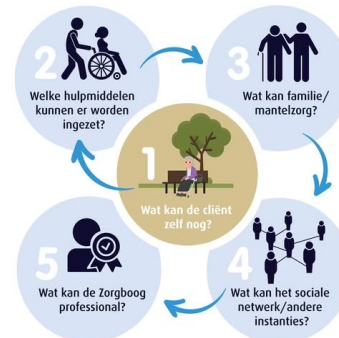 1
Wat kan de cliënt
zelf nog?
2
Welke hulpmiddelen
kunnen er worden
ingezet?
3
Wat kan familie/
mantelzorg?
4
Wat kan het sociale
netwerk/andere
instanties?
5
Wat kan de Zorgboog
professional?